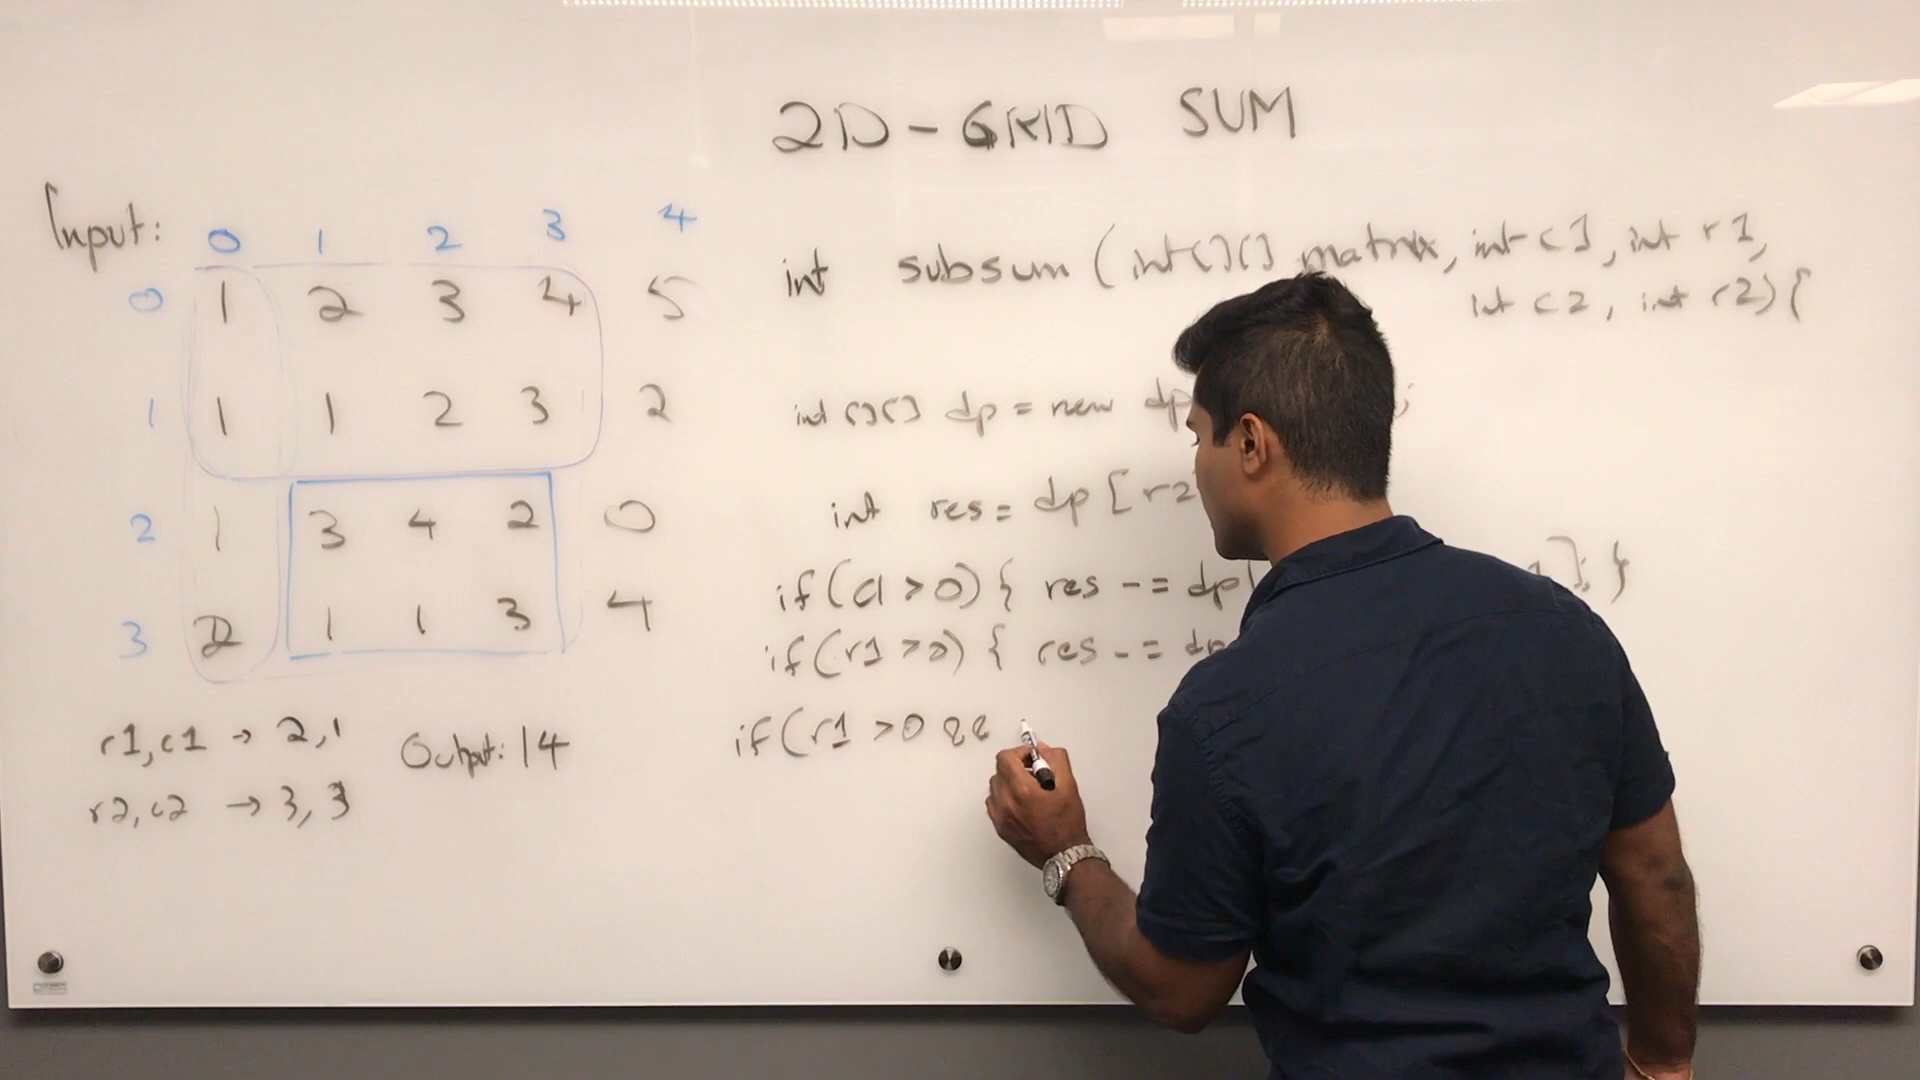 2D-GRID SUM
Input:
0 1 2 3 4
0 1 2 3 4 5
1 1 1 2 3 2
2 1 3 4 2 0
3 2 1 1 3 4
r1,c1 → 2,1
r2,c2 → 3,3
Output: 14
int subsum (int[][] matrix, int c1, int r1,
int c2, int r2) {
int [][] dp = new dp ;
int res = dp [r2
if (c1 > 0) { res -= dp[ 1]; }
if (r1 > 0) { res -= dp
if (r1 > 0 &&